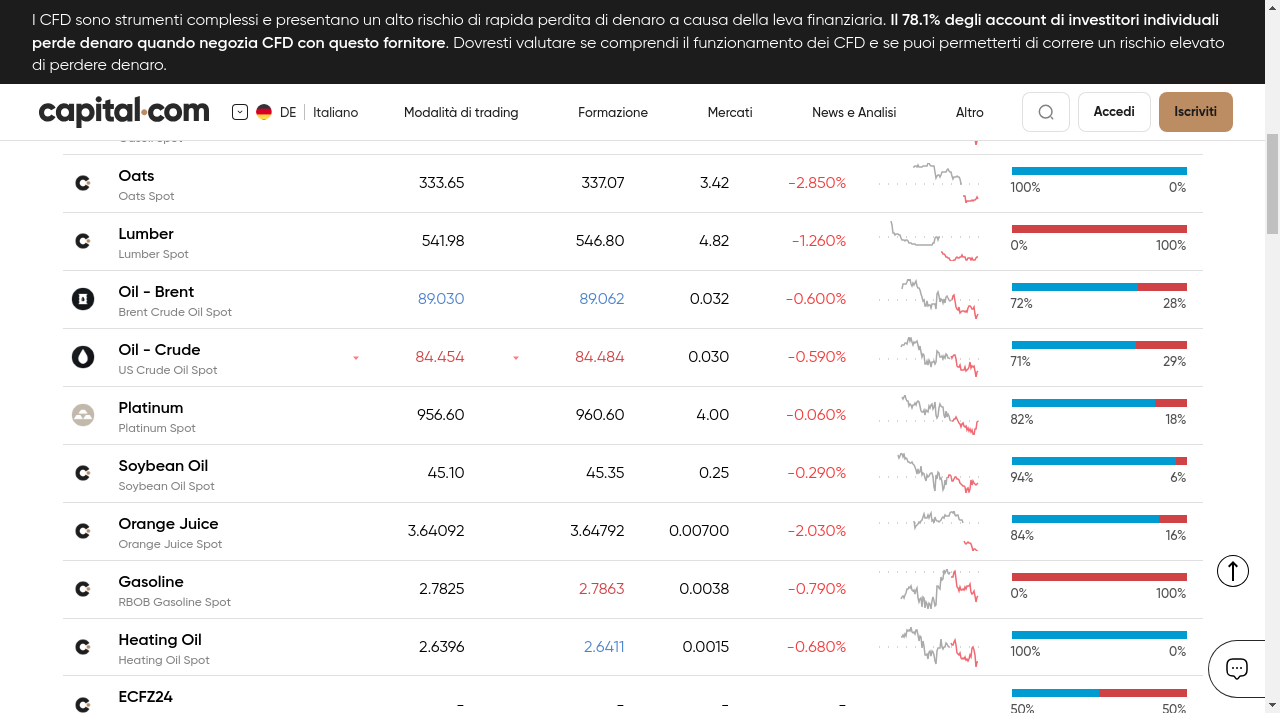 I CFD sono strumenti complessi e presentano un alto rischio di rapida perdita di denaro a causa della leva finanziaria. Il 78.1% degli account di investitori individuali
perde denaro quando negozia CFD con questo fornitore. Dovresti valutare se comprendi il funzionamento dei CFD e se puoi permetterti di correre un rischio elevato
di perdere denaro.
capital.com DE Italiano Modalità di trading Formazione Mercati News e Analisi Altro Accedi Iscriviti
Oats 333.65 337.07 3.42 -2.850%
Oats Spot 100% 0%
Lumber 541.98 546.80 4.82 -1.260%
Lumber Spot 0% 100%
Oil - Brent 89.030 89.062 0.032 -0.600%
Brent Crude Oil Spot 72% 28%
Oil - Crude 84.454 84.484 0.030 -0.590%
US Crude Oil Spot 71% 29%
Platinum 956.60 960.60 4.00 -0.060%
Platinum Spot 82% 18%
Soybean Oil 45.10 45.35 0.25 -0.290%
Soybean Oil Spot 94% 6%
Orange Juice 3.64092 3.64792 0.00700 -2.030%
Orange Juice Spot 84% 16%
Gasoline 2.7825 2.7863 0.0038 -0.790%
RBOB Gasoline Spot 0% 100%
Heating Oil 2.6396 2.6411 0.0015 -0.680%
Heating Oil Spot 100% 0%
ECFZ24 - - - -
50% 50%